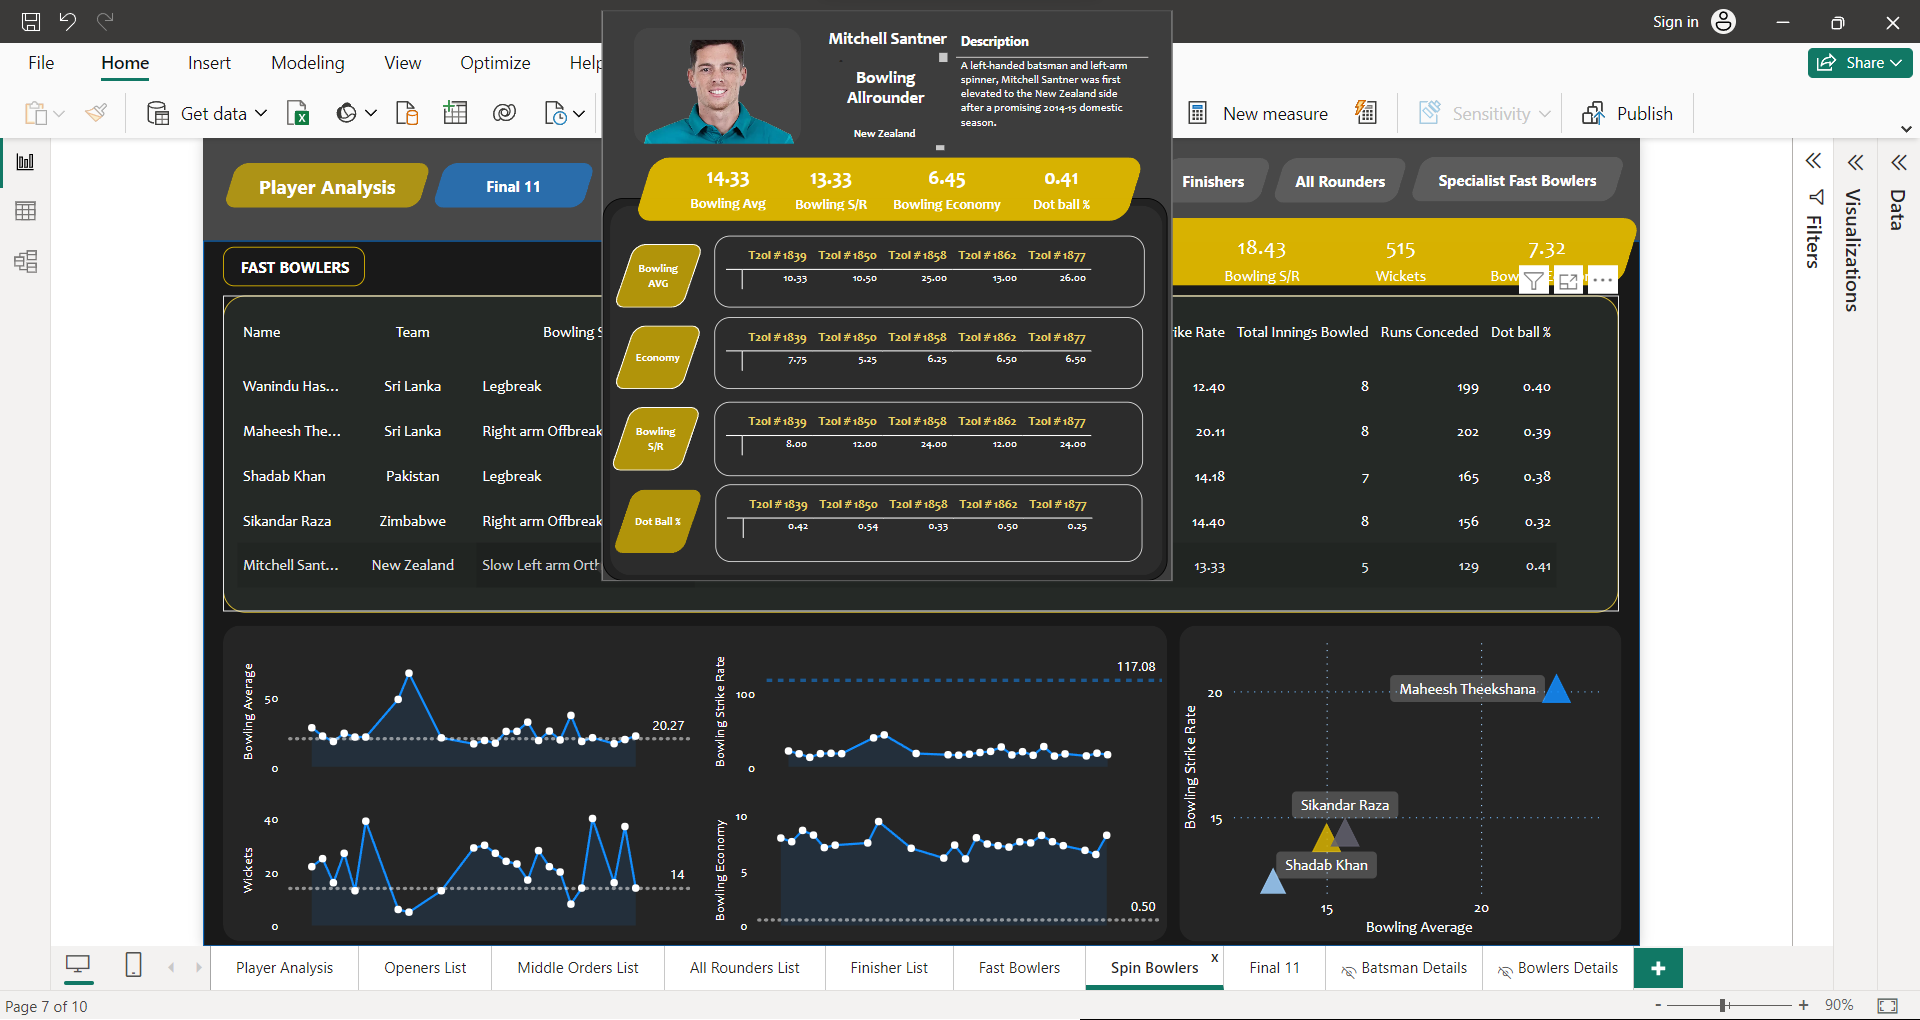 Sign in
File
Home
Insert
Modeling
View
Optimize
Help
Share
Get data
New measure
Sensitivity
Publish
Player Analysis
Final 11
Finishers
All Rounders
Specialist Fast Bowlers
Mitchell Santner
Bowling
Allrounder
New Zealand
Description
A left-handed batsman and left-arm
spinner, Mitchell Santner was first
elevated to the New Zealand side
after a promising 2014-15 domestic
season.
14.33 13.33 6.45 0.41
Bowling Avg Bowling S/R Bowling Economy Dot ball %
Bowling
AVG
T20I # 1839 T20I # 1850 T20I # 1858 T20I # 1862 T20I # 1877
10.33 10.50 25.00 13.00 26.00
Economy
T20I # 1839 T20I # 1850 T20I # 1858 T20I # 1862 T20I # 1877
7.75 5.25 6.25 6.50 6.50
Bowling
S/R
T20I # 1839 T20I # 1850 T20I # 1858 T20I # 1862 T20I # 1877
8.00 12.00 24.00 12.00 24.00
Dot Ball %
T20I # 1839 T20I # 1850 T20I # 1858 T20I # 1862 T20I # 1877
0.42 0.54 0.33 0.50 0.25
18.43 515 7.32
Bowling S/R Wickets
FAST BOWLERS
Name Team Bowling S ike Rate Total Innings Bowled Runs Conceded Dot ball %
Wanindu Has... Sri Lanka Legbreak 12.40 8 199 0.40
Maheesh The... Sri Lanka Right arm Offbreak 20.11 8 202 0.39
Shadab Khan Pakistan Legbreak 14.18 7 165 0.38
Sikandar Raza Zimbabwe Right arm Offbreak 14.40 8 156 0.32
Mitchell Sant... New Zealand Slow Left arm Orth 13.33 5 129 0.41
Filters
Visualizations
Data
Bowling Average
50
0
20.27
Bowling Strike Rate
100
0
117.08
Wickets
40
20
0
14
Bowling Economy
10
5
0
0.50
Bowling Strike Rate
20
15
Maheesh Theekshana
Sikandar Raza
Shadab Khan
15 20
Bowling Average
Player Analysis
Openers List
Middle Orders List
All Rounders List
Finisher List
Fast Bowlers
Spin Bowlers
x
Final 11
Batsman Details
Bowlers Details
+
Page 7 of 10
- + 90%